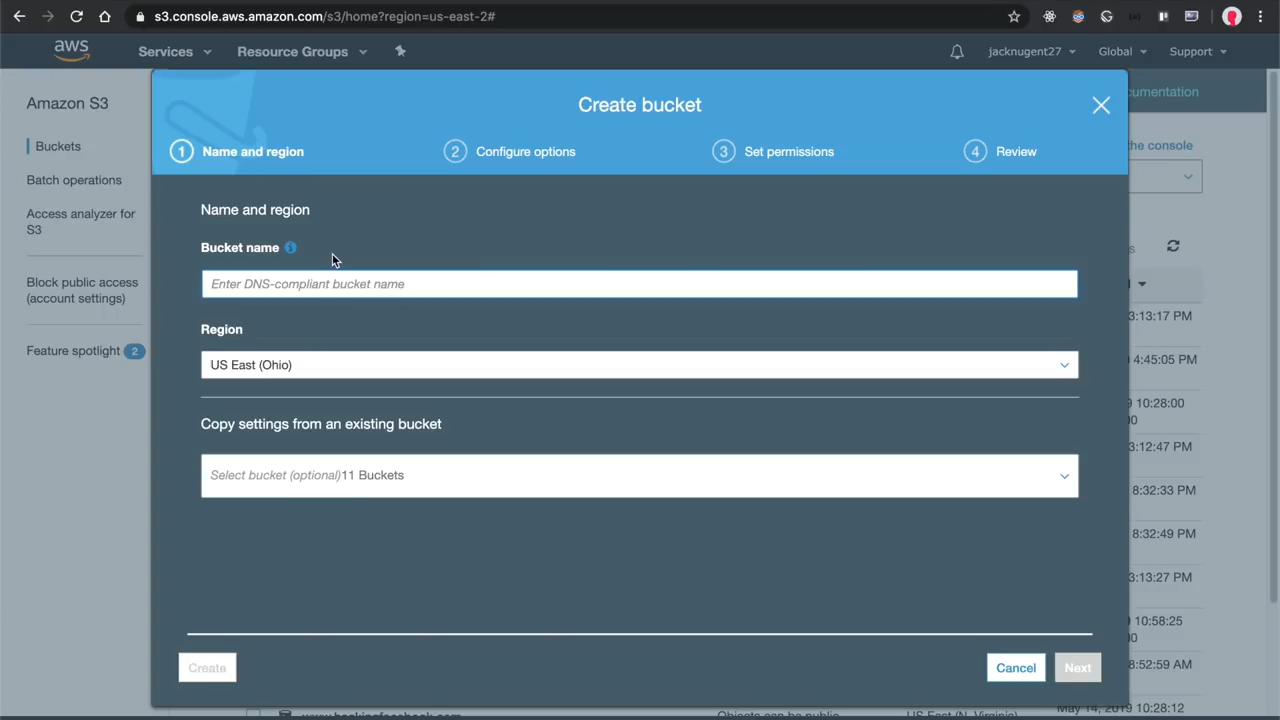 s3.console.aws.amazon.com/s3/home?region=us-east-2#
aws
Services
Resource Groups
jacknugent27
Global
Support
Amazon S3
Buckets
Batch operations
Access analyzer for
S3
Block public access
(account settings)
Feature spotlight 2
Create bucket
1 Name and region
2 Configure options
3 Set permissions
4 Review
Name and region
Bucket name
Enter DNS-compliant bucket name
Region
US East (Ohio)
Copy settings from an existing bucket
Select bucket (optional)11 Buckets
Create
Cancel
Next
cumentation
the console
s
3:13:17 PM
4:45:05 PM
9 10:28:00
3:12:47 PM
8:32:33 PM
8:32:49 PM
3:13:27 PM
10:58:25
8:52:59 AM
Objects can be public
US East (N. Virginia)
May 14, 2019 10:28:12